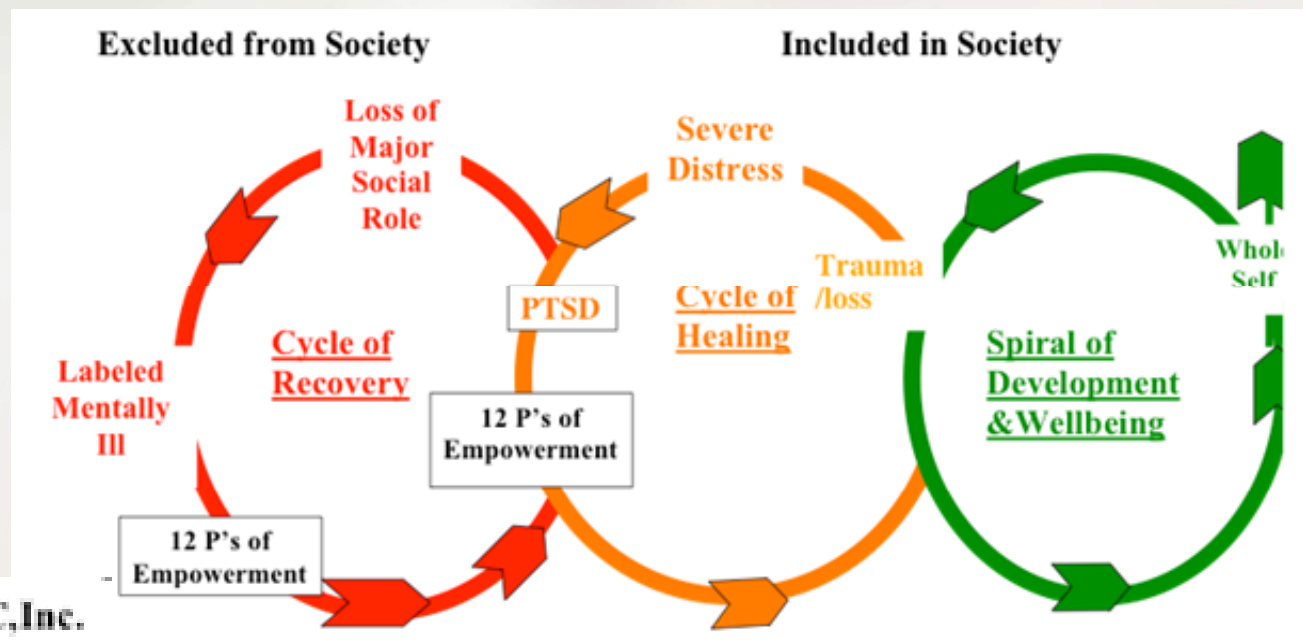 Excluded from Society
Included in Society
Loss of
Major
Social
Role
Severe
Distress
Trauma
/loss
PTSD
Cycle of
Healing
Cycle of
Recovery
Spiral of
Development
&Wellbeing
Labeled
Mentally
Ill
12 P's of
Empowerment
12 P's of
Empowerment
Self
,Inc.